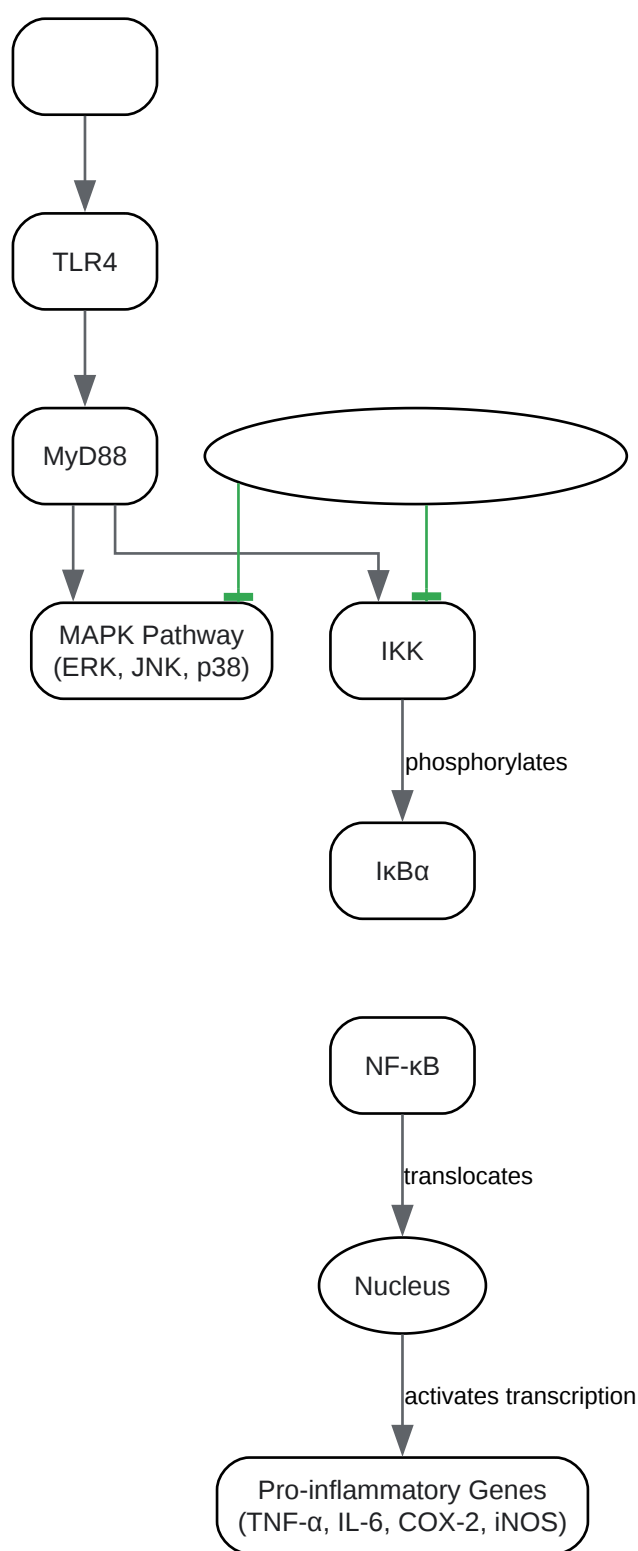 TLR4
MyD88
MAPK Pathway
(ERK, JNK, p38)
IKK
phosphorylates
IκBα
NF-κB
translocates
Nucleus
activates transcription
Pro-inflammatory Genes
(TNF-α, IL-6, COX-2, iNOS)